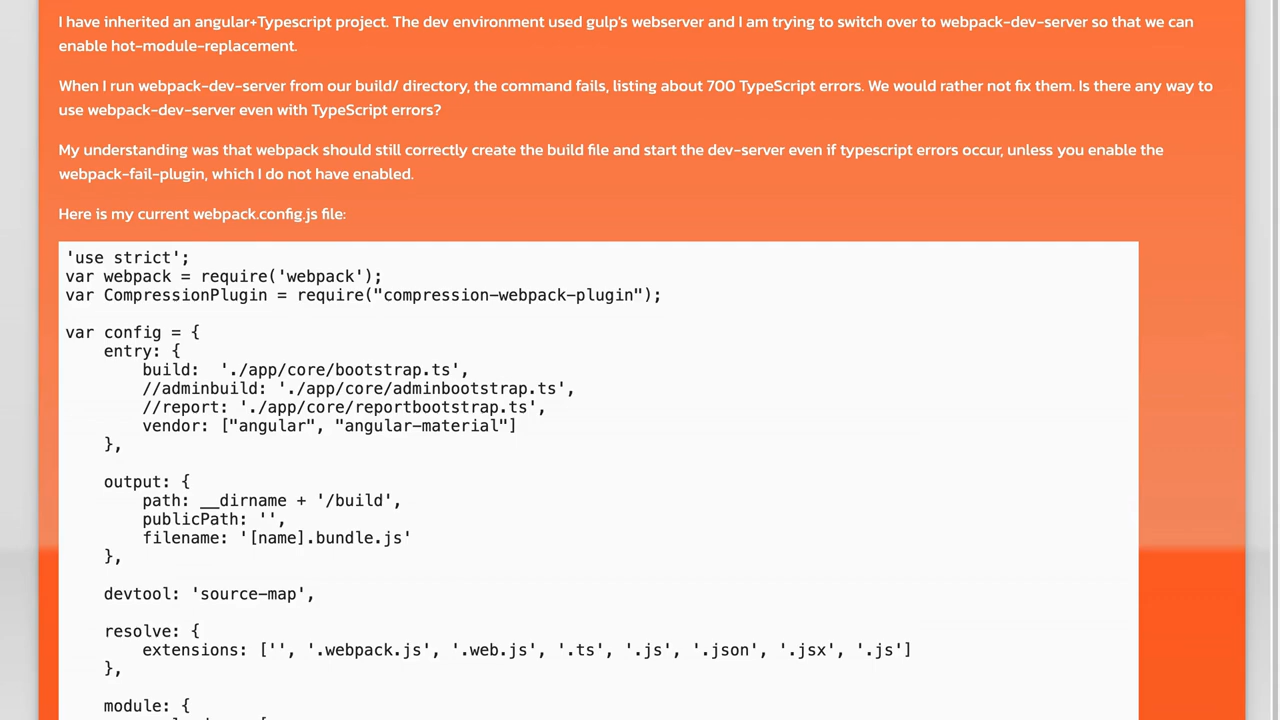 I have inherited an angular+Typescript project. The dev environment used gulp's webserver and I am trying to switch over to webpack-dev-server so that we can
enable hot-module-replacement.
When I run webpack-dev-server from our build/ directory, the command fails, listing about 700 TypeScript errors. We would rather not fix them. Is there any way to
use webpack-dev-server even with TypeScript errors?
My understanding was that webpack should still correctly create the build file and start the dev-server even if typescript errors occur, unless you enable the
webpack-fail-plugin, which I do not have enabled.
Here is my current webpack.config.js file:
'use strict';
var webpack = require('webpack');
var CompressionPlugin = require("compression-webpack-plugin");
var config = {
    entry: {
        build:  './app/core/bootstrap.ts',
        //adminbuild: './app/core/adminbootstrap.ts',
        //report: './app/core/reportbootstrap.ts',
        vendor: ["angular", "angular-material"]
    },
    output: {
        path: __dirname + '/build',
        publicPath: '',
        filename: '[name].bundle.js'
    },
    devtool: 'source-map',
    resolve: {
        extensions: ['', '.webpack.js', '.web.js', '.ts', '.js', '.json', '.jsx', '.js']
    },
    module: {